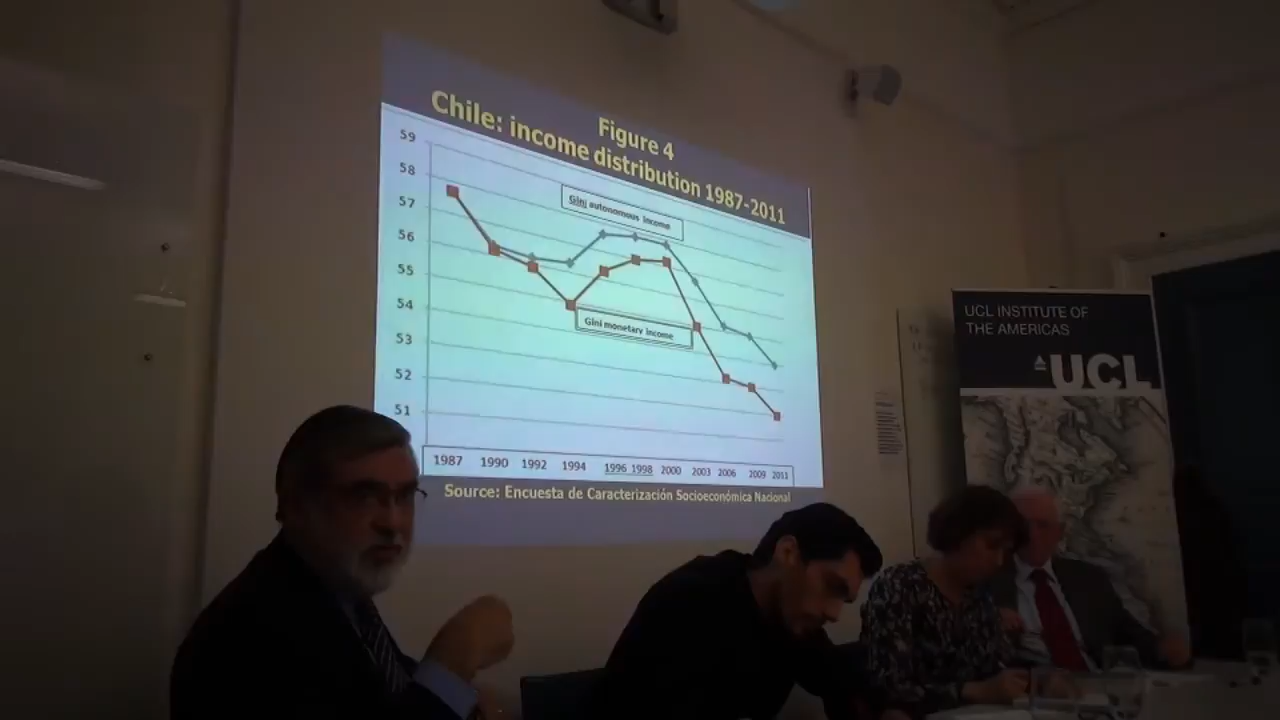 Figure 4
Chile: income distribution 1987-2011
59
58
57
56
55
54
53
52
51
Gini autonomous income
Gini monetary income
1987 1990 1992 1994 1996 1998 2000 2003 2006 2009 2011
Source: Encuesta de Caracterización Socioeconómica Nacional
UCL INSTITUTE OF
THE AMERICAS
UCL